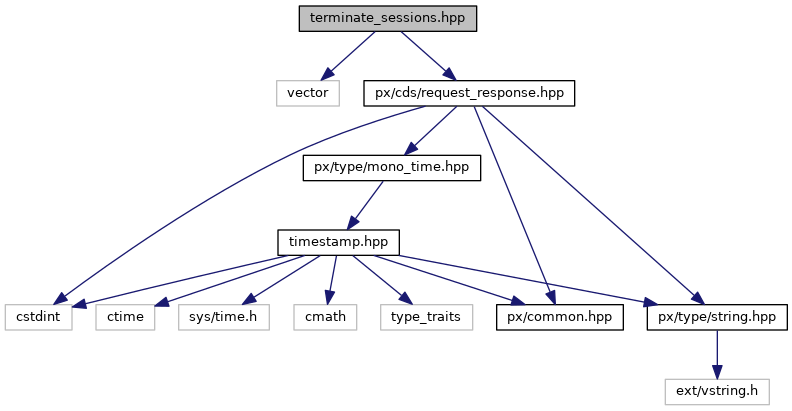 terminate_sessions.hpp
vector
px/cds/request_response.hpp
px/type/mono_time.hpp
timestamp.hpp
cstdint
ctime
sys/time.h
cmath
type_traits
px/common.hpp
px/type/string.hpp
ext/vstring.h